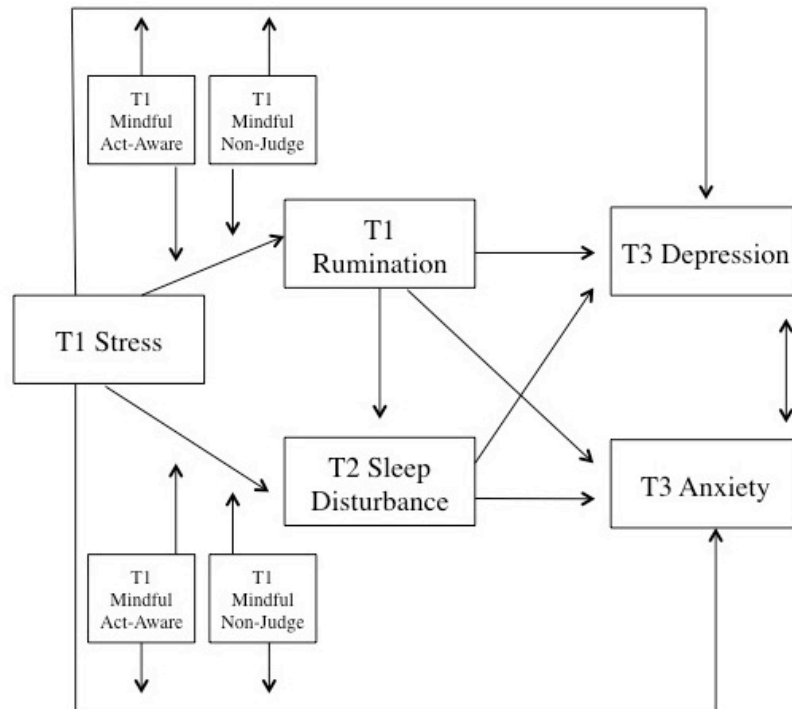 T1
Mindful
Act-Aware
T1
Mindful
Non-Judge
T1
Rumination
T3 Depression
T1 Stress
T2 Sleep
Disturbance
T3 Anxiety
T1
Mindful
Act-Aware
T1
Mindful
Non-Judge